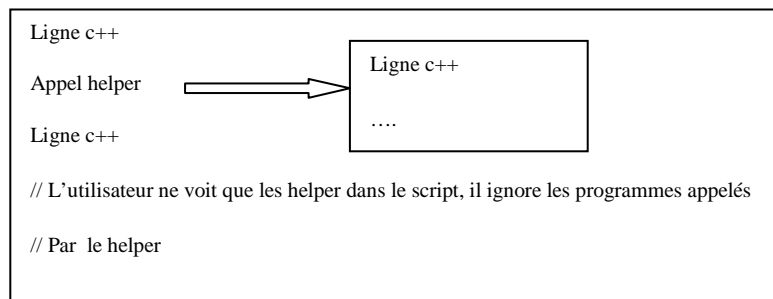 Ligne c++
Appel helper
Ligne c++
….
Ligne c++
// L’utilisateur ne voit que les helper dans le script, il ignore les programmes appelés
// Par le helper